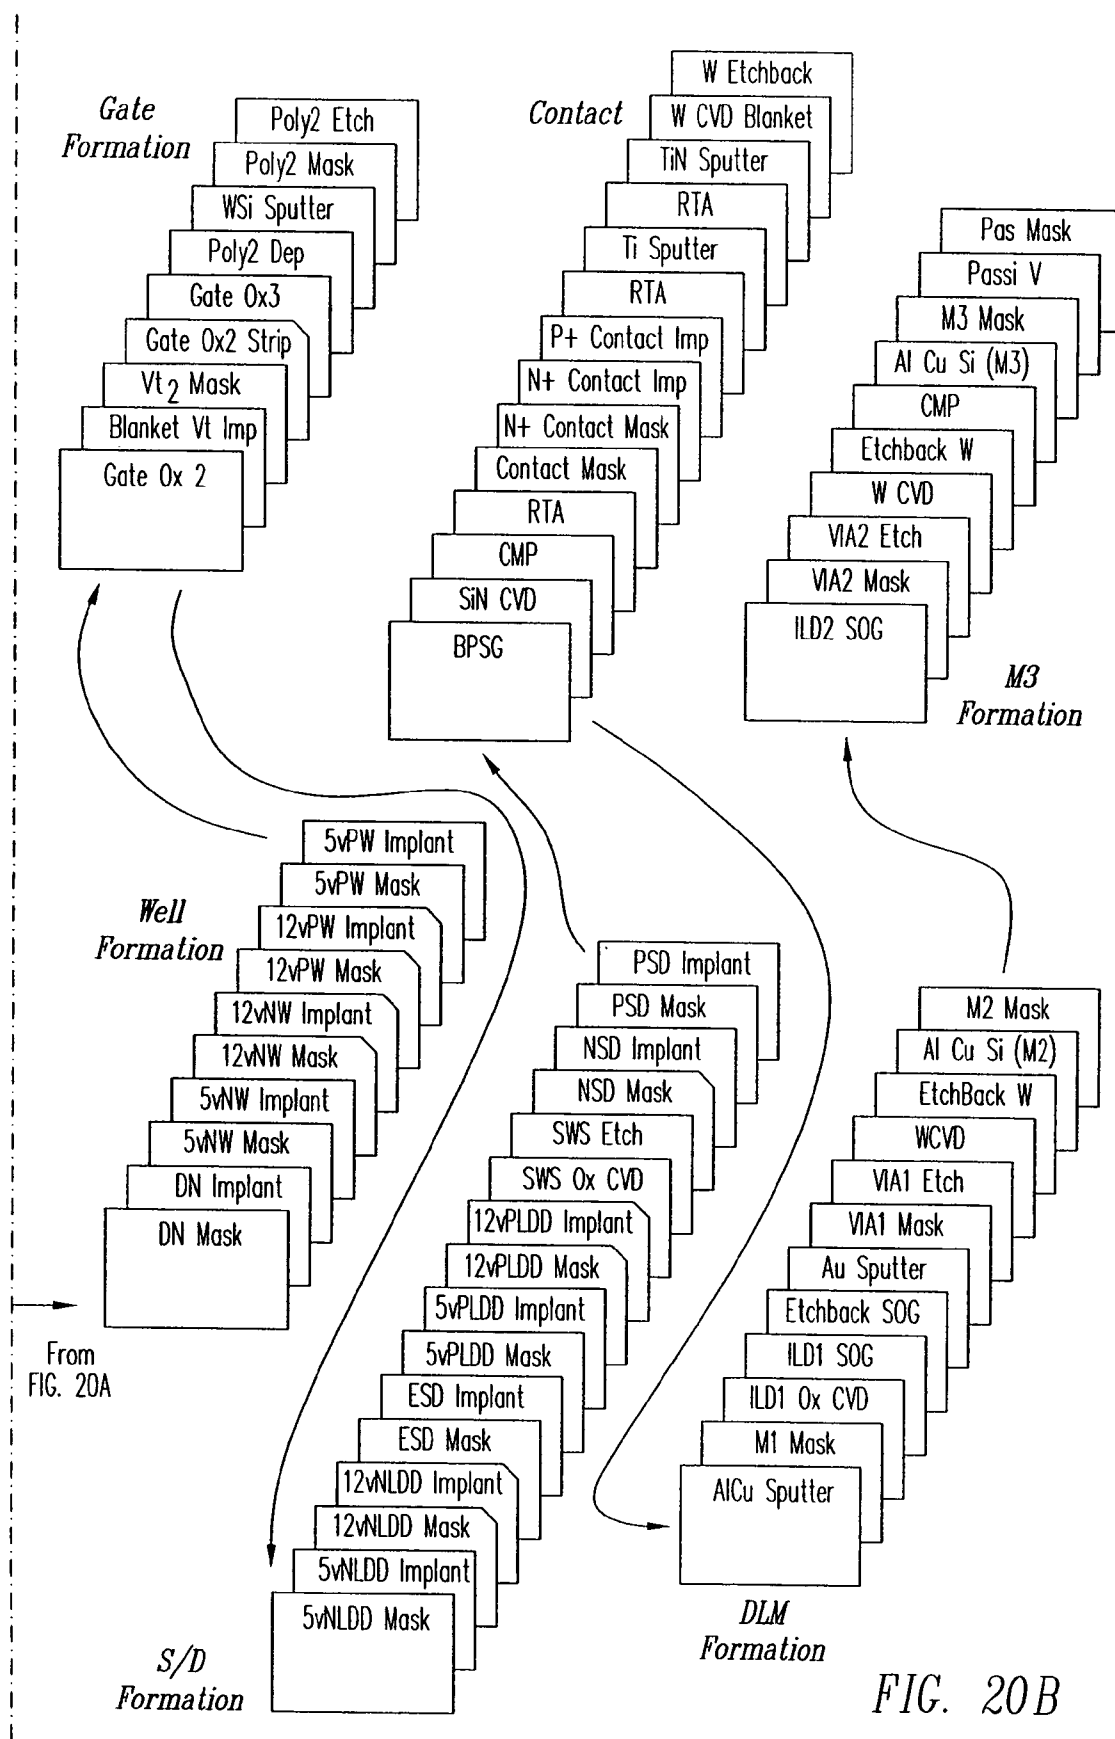 Gate
Formation
Poly2 Etch
Poly2 Mask
WSi Sputter
Poly2 Dep
Gate Ox3
Gate Ox2 Strip
Vt2 Mask
Blanket Vt Imp
Gate Ox 2
Contact
W Etchback
W CVD Blanket
TiN Sputter
RTA
Ti Sputter
RTA
P+ Contact Imp
N+ Contact Imp
N+ Contact Mask
Contact Mask
RTA
CMP
SiN CVD
BPSG
Pas Mask
Passi V
M3 Mask
Al Cu Si (M3)
CMP
Etchback W
W CVD
VIA2 Etch
VIA2 Mask
ILD2 SOG
M3
Formation
Well
Formation
5vPW Implant
5vPW Mask
12vPW Implant
12vPW Mask
12vNW Implant
12vNW Mask
5vNW Implant
5vNW Mask
DN Implant
DN Mask
From
FIG. 20A
PSD Implant
PSD Mask
NSD Implant
NSD Mask
SWS Etch
SWS Ox CVD
12vPLDD Implant
12vPLDD Mask
5vPLDD Implant
5vPLDD Mask
ESD Implant
ESD Mask
12vNLDD Implant
12vNLDD Mask
5vNLDD Implant
5vNLDD Mask
S/D
Formation
M2 Mask
Al Cu Si (M2)
EtchBack W
WCVD
VIA1 Etch
VIA1 Mask
Au Sputter
Etchback SOG
ILD1 SOG
ILD1 Ox CVD
M1 Mask
AlCu Sputter
DLM
Formation
FIG. 20B